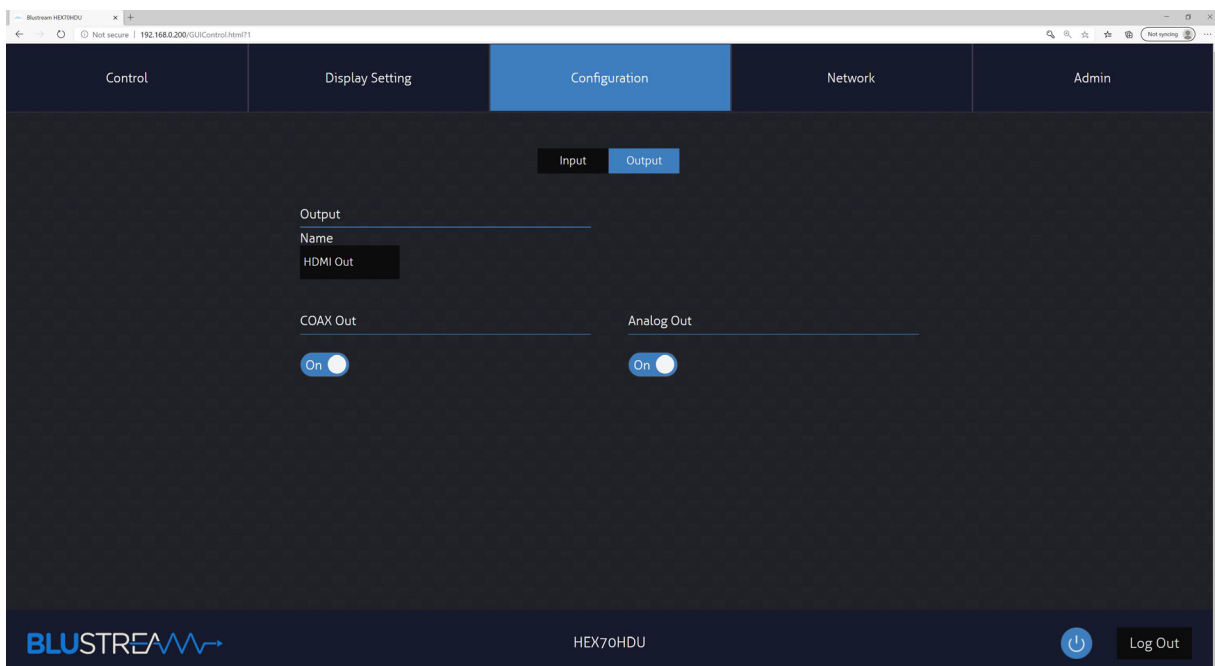 Blustream HEX70HDU
Not secure | 192.168.0.200/GUIControl.html?1
Not syncing
Control Display Setting Configuration Network Admin
Input Output
Output
Name
HDMI Out
COAX Out Analog Out
On On
BLUSTREAM HEX70HDU Log Out